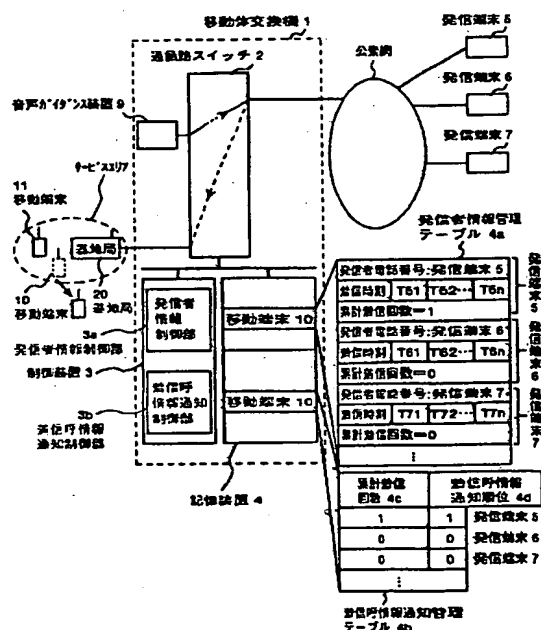 移動体交換機 1
通話路スイッチ 2
音声ガイダンス装置 9
公衆網
発信端末 5
発信端末 6
発信端末 7
サービスエリア
11
移動端末
基地局
10
移動端末
20
基地局
発信者
情報
制御部
3a
発信者情報制御部
制御装置 3
着信呼
情報通知
制御部
3b
着信呼情報
通知制御部
移動端末 10
移動端末 10
記憶装置 4
発信者情報管理
テーブル 4a
発信者電話番号:発信端末 5
着信時刻 T51 T52… T5n
累計着信回数=1
発信端末5
発信者電話番号:発信端末 6
着信時刻 T61 T62… T6n
累計着信回数=0
発信端末6
発信者電話番号:発信端末 7
着信時刻 T71 T72… T7n
累計着信回数=0
発信端末7
累計着信
回数 4c
着信呼情報
通知順位 4d
1 1 発信端末 5
0 0 発信端末 6
0 0 発信端末 7
着信呼情報通知管理
テーブル 4b